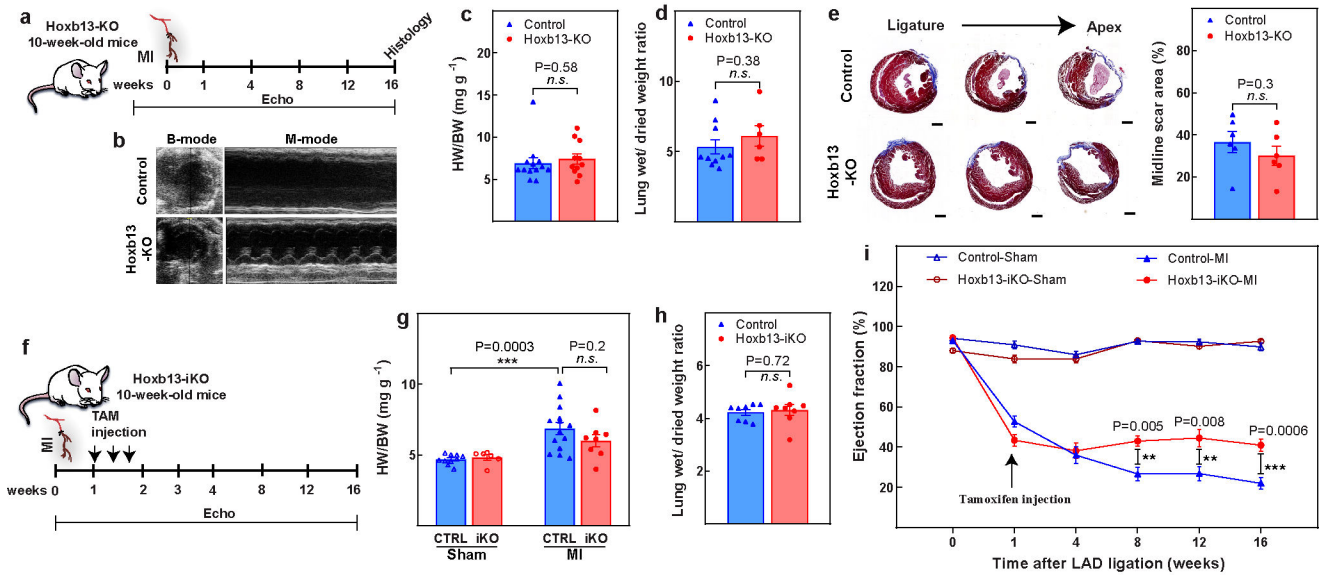 a
Hoxb13-KO
10-week-old mice
MI
Histology
weeks
0 1 4 8 12 16
Echo
b
B-mode M-mode
Control
Hoxb13
-KO
c
Control
Hoxb13-KO
HW/BW (mg g⁻¹)
20
15
10
5
P=0.58
n.s.
d
Control
Hoxb13-KO
Lung wet/ dried weight ratio
15
10
5
P=0.38
n.s.
e
Ligature Apex
Control
Hoxb13
-KO
Control
Hoxb13-KO
Midline scar area (%)
80
60
40
20
P=0.3
n.s.
f
Hoxb13-iKO
10-week-old mice
MI
TAM
injection
weeks 0 1 2 3 4 8 12 16
Echo
g
HW/BW (mg g⁻¹)
15
10
5
P=0.0003
***
P=0.2
n.s.
CTRL iKO CTRL iKO
Sham MI
h
Control
Hoxb13-iKO
Lung wet/ dried weight ratio
6
4
2
P=0.72
n.s.
i
Control-Sham Control-MI
Hoxb13-iKO-Sham Hoxb13-iKO-MI
Ejection fraction (%)
120
100
80
60
40
20
P=0.005 P=0.008 P=0.0006
** ** ***
Tamoxifen injection
0 1 4 8 12 16
Time after LAD ligation (weeks)